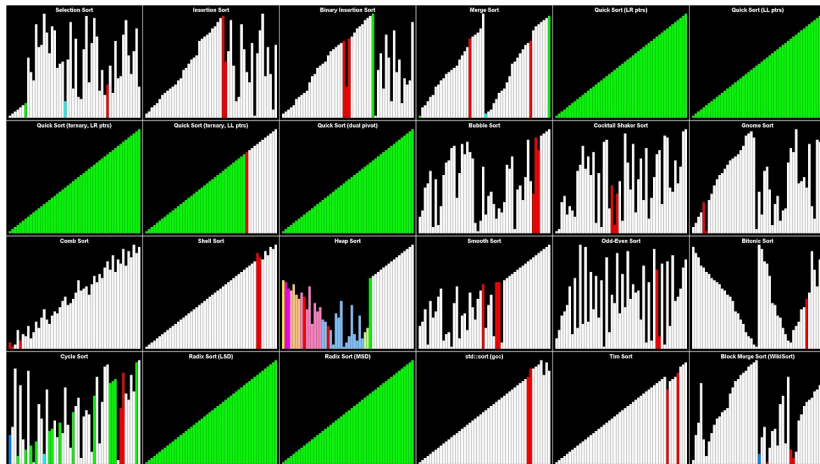 Selection Sort
Insertion Sort
Binary Insertion Sort
Merge Sort
Quick Sort (LR ptrs)
Quick Sort (LL ptrs)
Quick Sort (ternary, LR ptrs)
Quick Sort (ternary, LL ptrs)
Quick Sort (dual pivot)
Bubble Sort
Cocktail Shaker Sort
Gnome Sort
Comb Sort
Shell Sort
Heap Sort
Smooth Sort
Odd-Even Sort
Bitonic Sort
Cycle Sort
Radix Sort (LSD)
Radix Sort (MSD)
std::sort (gcc)
Tim Sort
Block Merge Sort (WikiSort)